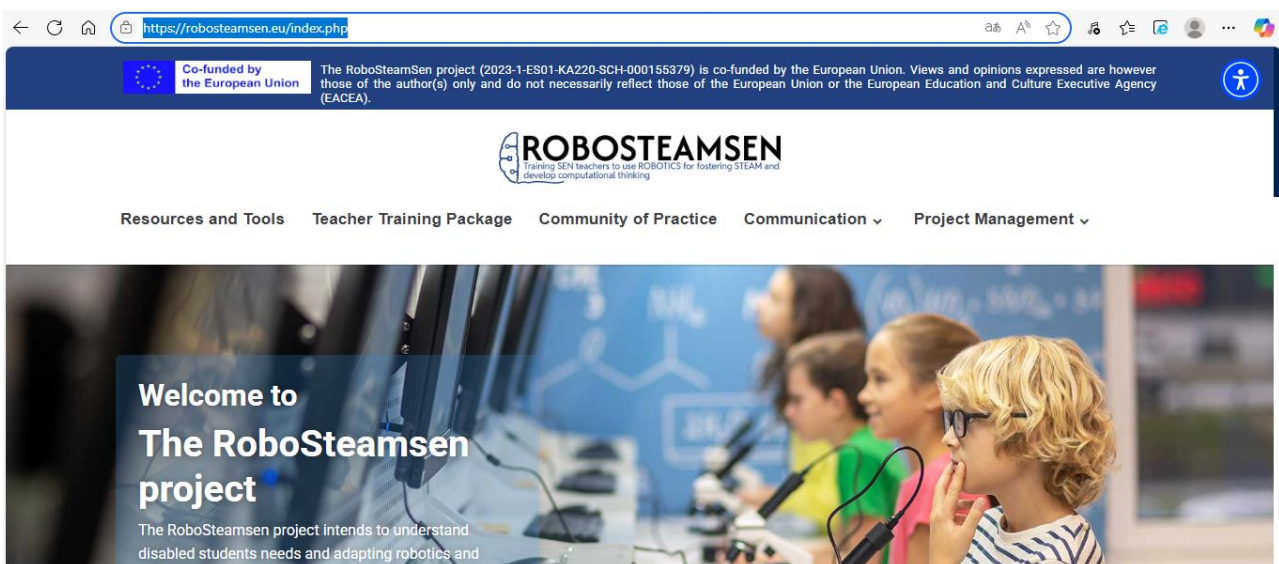 https://robosteamsen.eu/index.php
Co-funded by
the European Union
The RoboSteamSen project (2023-1-ES01-KA220-SCH-000155379) is co-funded by the European Union. Views and opinions expressed are however
those of the author(s) only and do not necessarily reflect those of the European Union or the European Education and Culture Executive Agency
(EACEA).
ROBOSTEAMSEN
Training SEN teachers to use ROBOTICS for fostering STEAM and
develop computational thinking
Resources and Tools Teacher Training Package Community of Practice Communication Project Management
Welcome to
The RoboSteamsen
project
The RoboSteamsen project intends to understand
disabled students needs and adapting robotics and